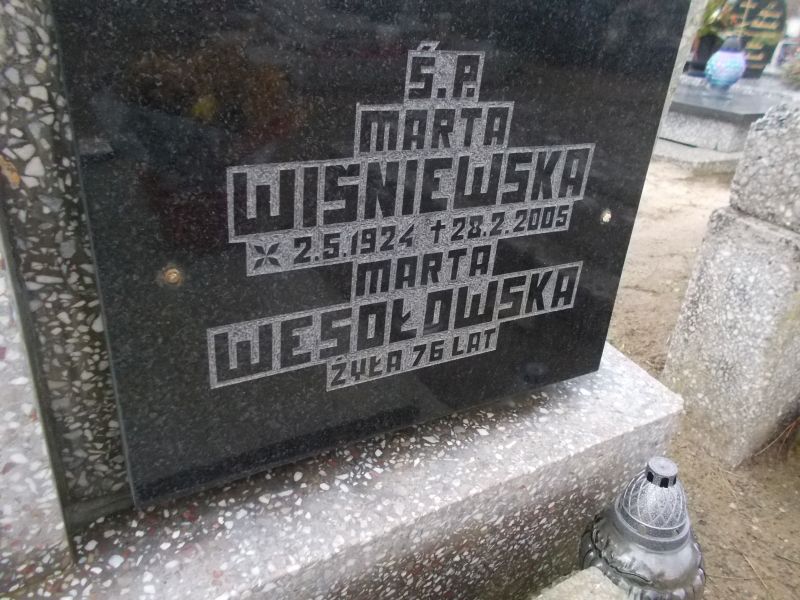 Ś.P.
MARTA
WIŚNIEWSKA
* 2.5.1924 † 28.2.2005
MARTA
WESOŁOWSKA
ŻYŁA 76 LAT